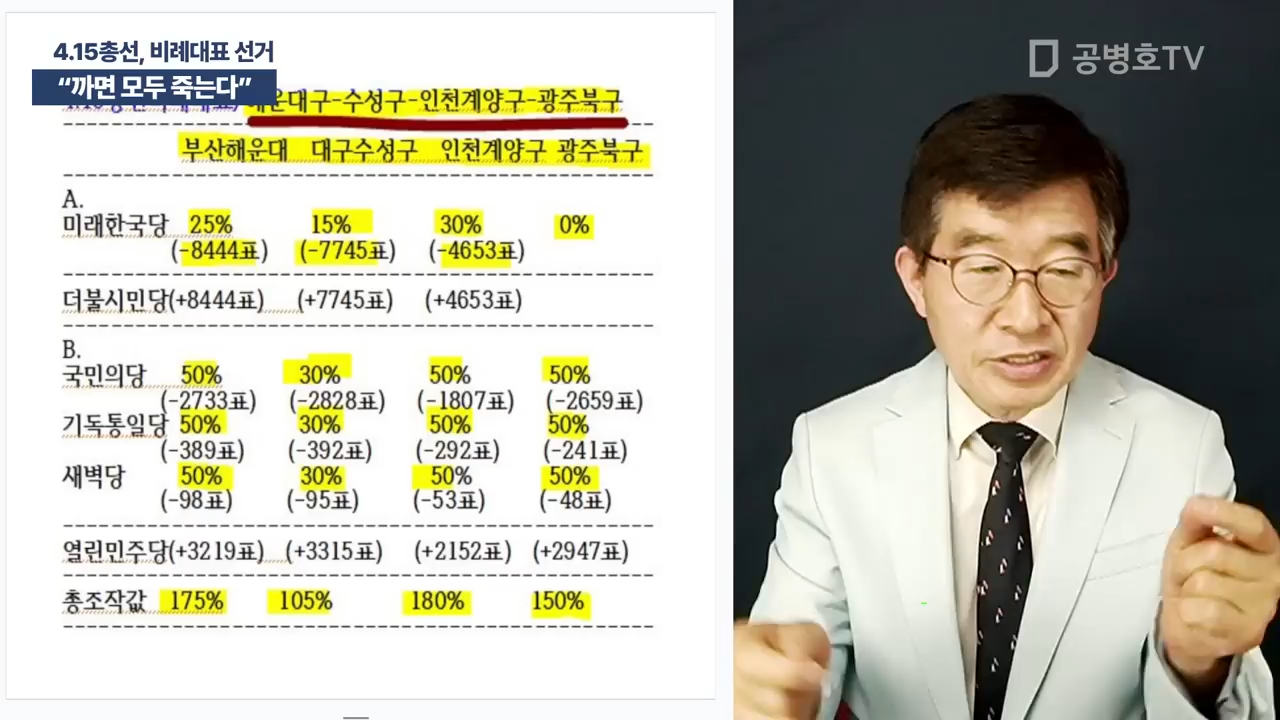 4.15총선, 비례대표 선거
“까면 모두 죽는다”
공병호TV
해운대구-수성구-인천계양구-광주북구
부산해운대 대구수성구 인천계양구 광주북구
A.
미래한국당 25% 15% 30% 0%
(-8444표) (-7745표) (-4653표)
더불시민당(+8444표) (+7745표) (+4653표)
B.
국민의당 50% 30% 50% 50%
(-2733표) (-2828표) (-1807표) (-2659표)
기독통일당 50% 30% 50% 50%
(-389표) (-392표) (-292표) (-241표)
새벽당 50% 30% 50% 50%
(-98표) (-95표) (-53표) (-48표)
열린민주당(+3219표) (+3315표) (+2152표) (+2947표)
총조작값 175% 105% 180% 150%